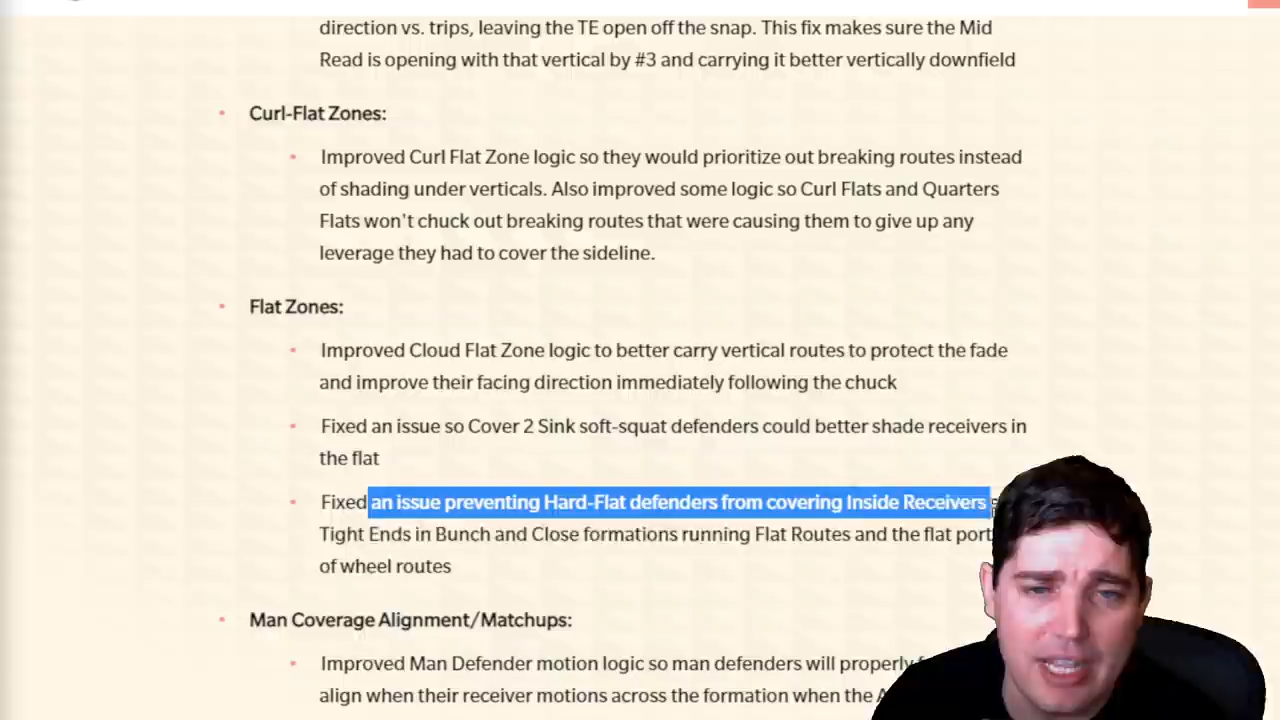 direction vs. trips, leaving the TE open off the snap. This fix makes sure the Mid
Read is opening with that vertical by #3 and carrying it better vertically downfield
• Curl-Flat Zones:
• Improved Curl Flat Zone logic so they would prioritize out breaking routes instead
of shading under verticals. Also improved some logic so Curl Flats and Quarters
Flats won't chuck out breaking routes that were causing them to give up any
leverage they had to cover the sideline.
• Flat Zones:
• Improved Cloud Flat Zone logic to better carry vertical routes to protect the fade
and improve their facing direction immediately following the chuck
• Fixed an issue so Cover 2 Sink soft-squat defenders could better shade receivers in
the flat
• Fixed an issue preventing Hard-Flat defenders from covering Inside Receivers
Tight Ends in Bunch and Close formations running Flat Routes and the flat port
of wheel routes
• Man Coverage Alignment/Matchups:
• Improved Man Defender motion logic so man defenders will properly
align when their receiver motions across the formation when the